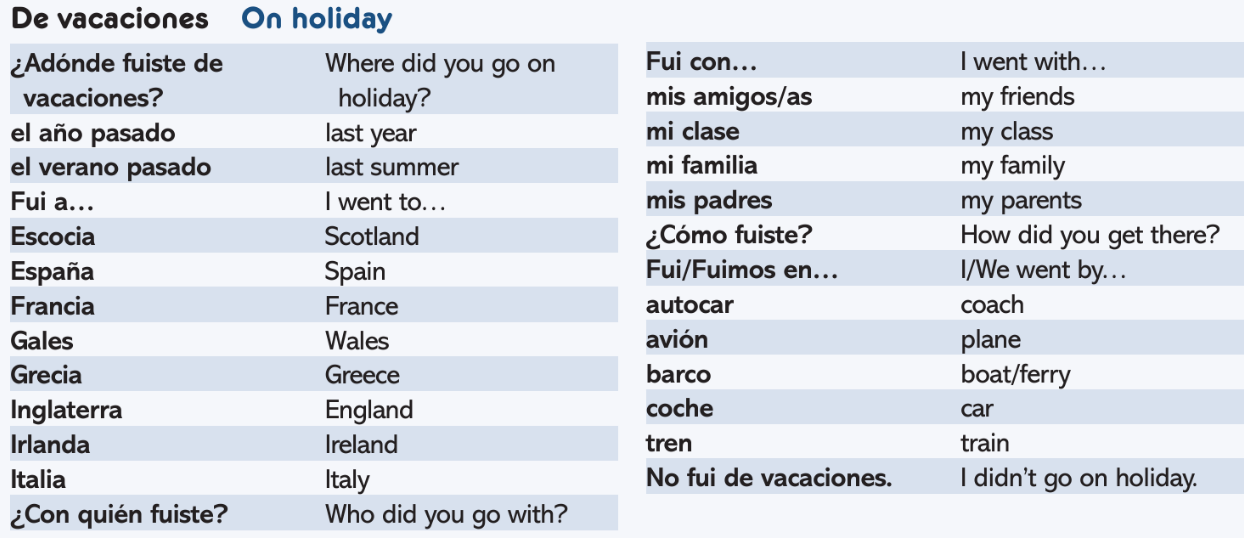 De vacaciones On holiday
¿Adónde fuiste de Where did you go on
vacaciones? holiday?
el año pasado last year
el verano pasado last summer
Fui a… I went to…
Escocia Scotland
España Spain
Francia France
Gales Wales
Grecia Greece
Inglaterra England
Irlanda Ireland
Italia Italy
¿Con quién fuiste? Who did you go with?
Fui con… I went with…
mis amigos/as my friends
mi clase my class
mi familia my family
mis padres my parents
¿Cómo fuiste? How did you get there?
Fui/Fuimos en… I/We went by…
autocar coach
avión plane
barco boat/ferry
coche car
tren train
No fui de vacaciones. I didn’t go on holiday.